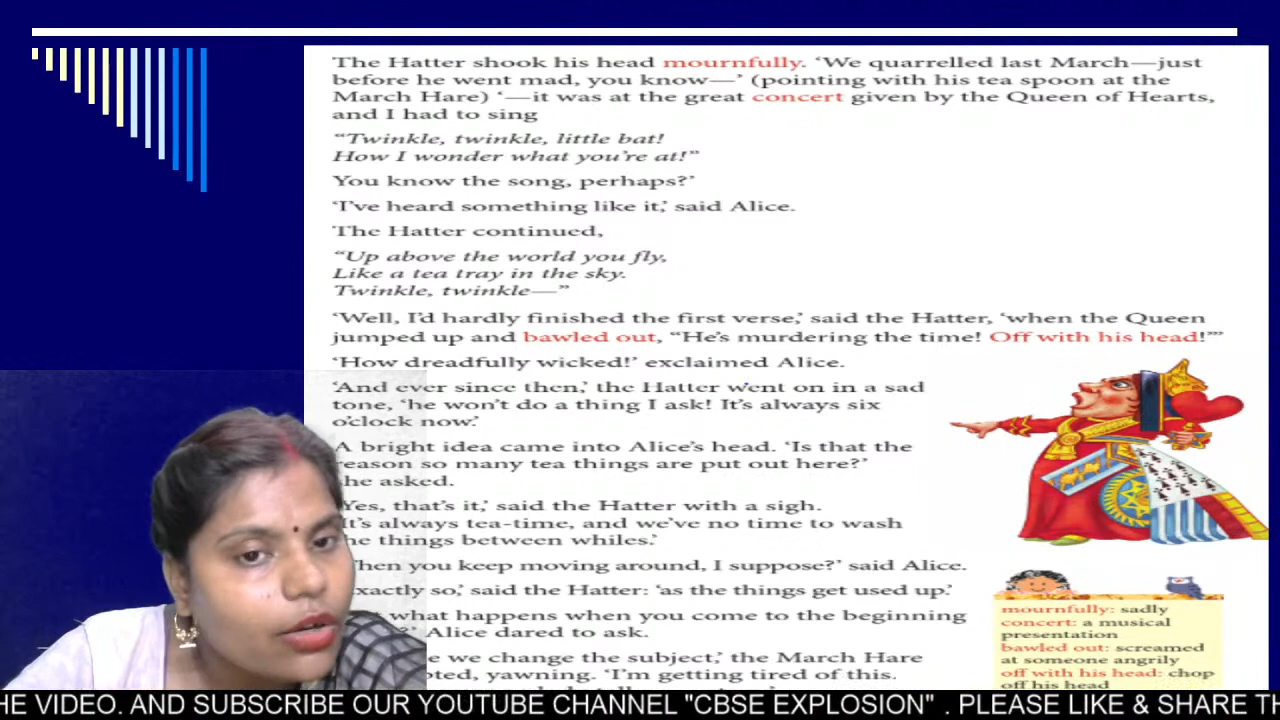 The Hatter shook his head mournfully. ‘We quarrelled last March—just
before he went mad, you know—’ (pointing with his tea spoon at the
March Hare) ‘—it was at the great concert given by the Queen of Hearts,
and I had to sing
“Twinkle, twinkle, little bat!
How I wonder what you’re at!”
You know the song, perhaps?’
‘I’ve heard something like it,’ said Alice.
The Hatter continued,
“Up above the world you fly,
Like a tea tray in the sky.
Twinkle, twinkle—”
‘Well, I’d hardly finished the first verse,’ said the Hatter, ‘when the Queen
jumped up and bawled out, “He’s murdering the time! Off with his head!”’
‘How dreadfully wicked!’ exclaimed Alice.
‘And ever since then,’ the Hatter went on in a sad
tone, ‘he won’t do a thing I ask! It’s always six
o’clock now.’
A bright idea came into Alice’s head. ‘Is that the
reason so many tea things are put out here?’
she asked.
‘Yes, that’s it,’ said the Hatter with a sigh.
‘It’s always tea-time, and we’ve no time to wash
the things between whiles.’
Then you keep moving around, I suppose?’ said Alice.
Exactly so,’ said the Hatter: ‘as the things get used up.’
what happens when you come to the beginning
?’ Alice dared to ask.
we change the subject,’ the March Hare
yawning. ‘I’m getting tired of this.
mournfully: sadly
concert: a musical
presentation
bawled out: screamed
at someone angrily
off with his head: chop
off his head
HE VIDEO. AND SUBSCRIBE OUR YOUTUBE CHANNEL "CBSE EXPLOSION" . PLEASE LIKE & SHARE TH